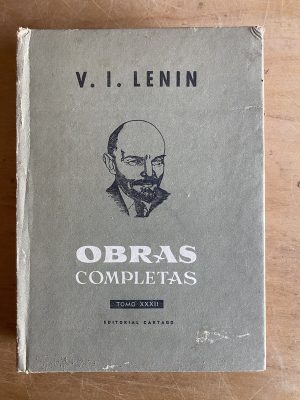 V. I. LENIN
OBRAS
COMPLETAS
TOMO XXXII
EDITORIAL CARTAGO